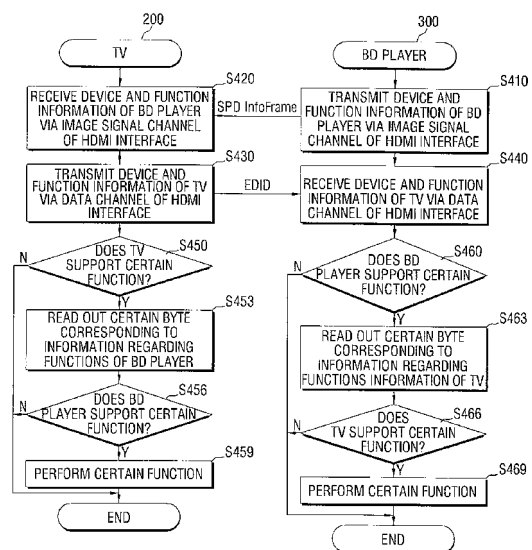 200
TV
S420
RECEIVE DEVICE AND FUNCTION
INFORMATION OF BD PLAYER
VIA IMAGE SIGNAL CHANNEL
OF HDMI INTERFACE
S430
TRANSMIT DEVICE AND
FUNCTION INFORMATION OF TV
VIA DATA CHANNEL OF HDMI
INTERFACE
S450
DOES TV
SUPPORT CERTAIN
FUNCTION?
N
Y
S453
READ OUT CERTAIN BYTE
CORRESPONDING TO
INFORMATION REGARDING
FUNCTIONS OF BD PLAYER
S456
DOES BD
PLAYER SUPPORT CERTAIN
FUNCTION?
N
Y
S459
PERFORM CERTAIN FUNCTION
END
SPD InfoFrame
EDID
300
BD PLAYER
S410
TRANSMIT DEVICE AND
FUNCTION INFORMATION OF BD
PLAYER VIA IMAGE SIGNAL
CHANNEL OF HDMI INTERFACE
S440
RECEIVE DEVICE AND FUNCTION
INFORMATION OF TV VIA DATA
CHANNEL OF HDMI INTERFACE
S460
DOES BD
PLAYER SUPPORT CERTAIN
FUNCTION?
N
Y
S463
READ OUT CERTAIN BYTE
CORRESPONDING TO
INFORMATION REGARDING
FUNCTIONS INFORMATION OF TV
S466
DOES
TV SUPPORT CERTAIN
FUNCTION?
N
Y
S469
PERFORM CERTAIN FUNCTION
END